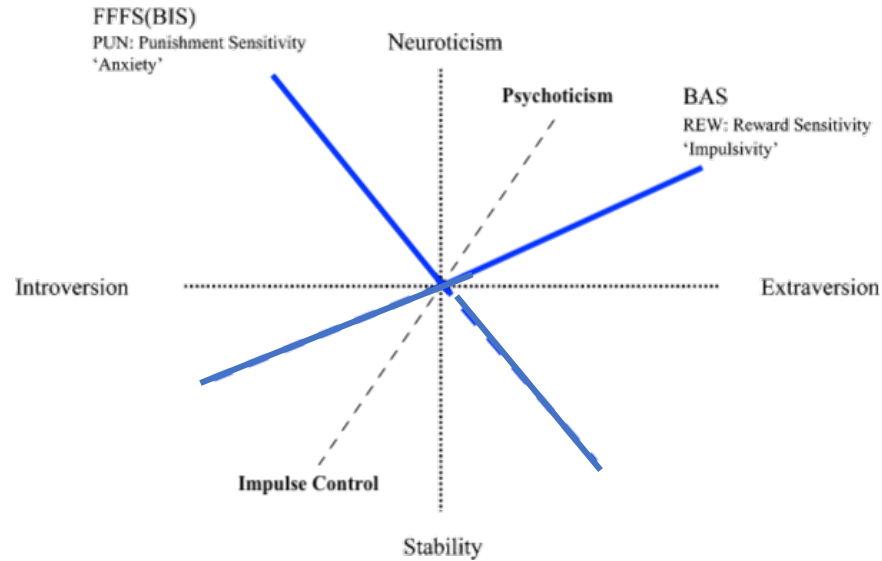 FFFS(BIS)
PUN: Punishment Sensitivity
‘Anxiety’
Neuroticism
Psychoticism
BAS
REW: Reward Sensitivity
‘Impulsivity’
Introversion
Extraversion
Impulse Control
Stability